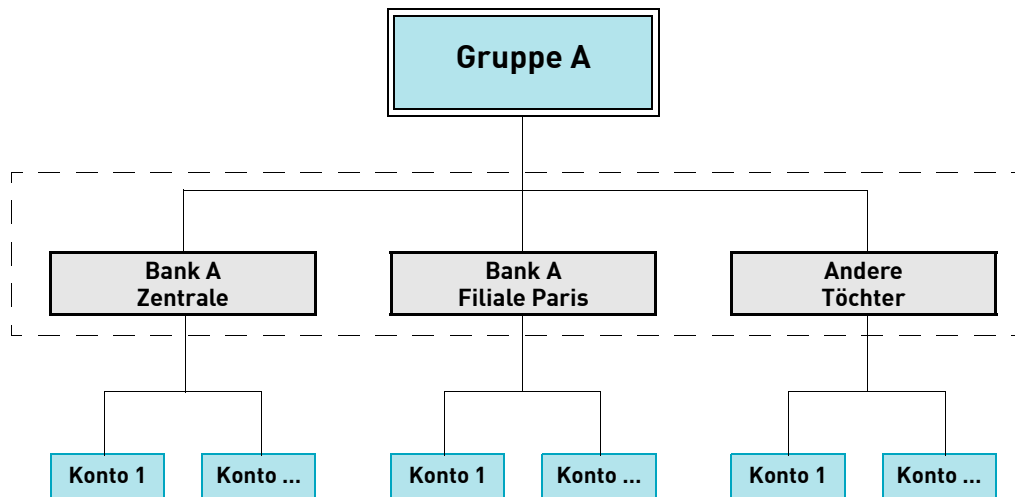 Gruppe A
Bank A
Zentrale
Bank A
Filiale Paris
Andere
Töchter
Konto 1
Konto ...
Konto 1
Konto ...
Konto 1
Konto ...